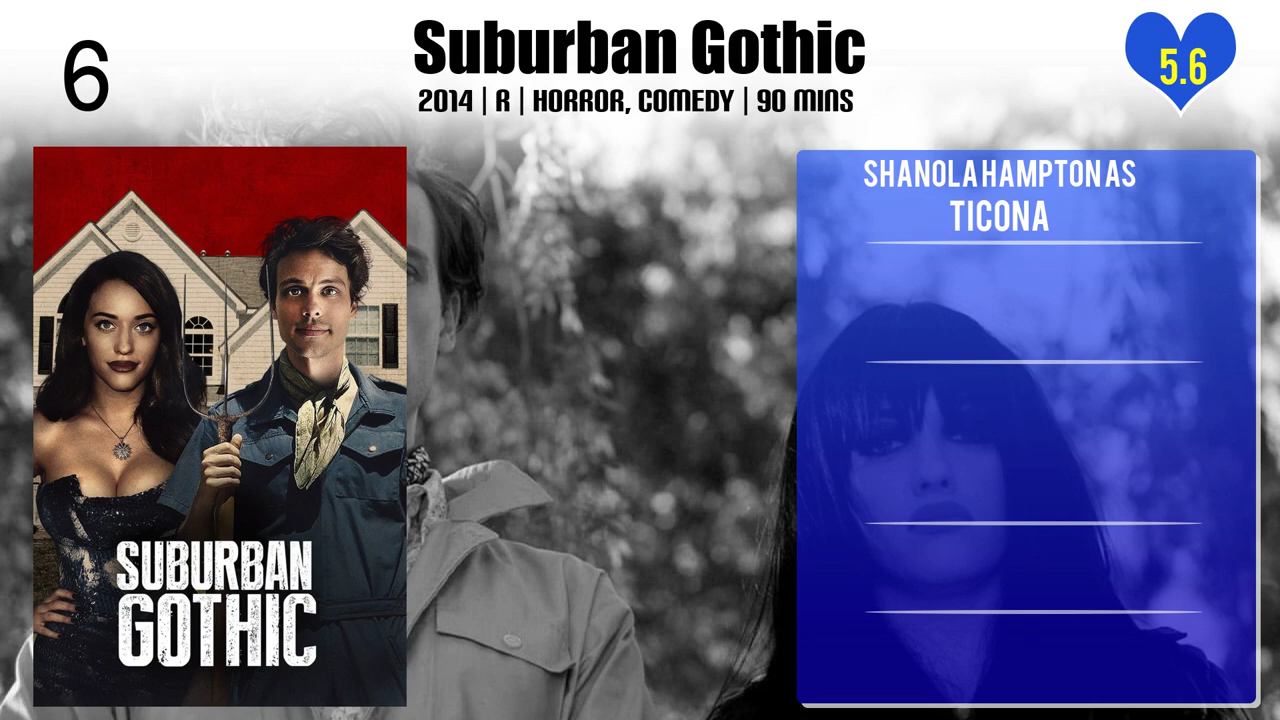 6
Suburban Gothic
2014 | R | HORROR, COMEDY | 90 MINS
5.6
SHANOLA HAMPTON AS
TICONA
SUBURBAN
GOTHIC